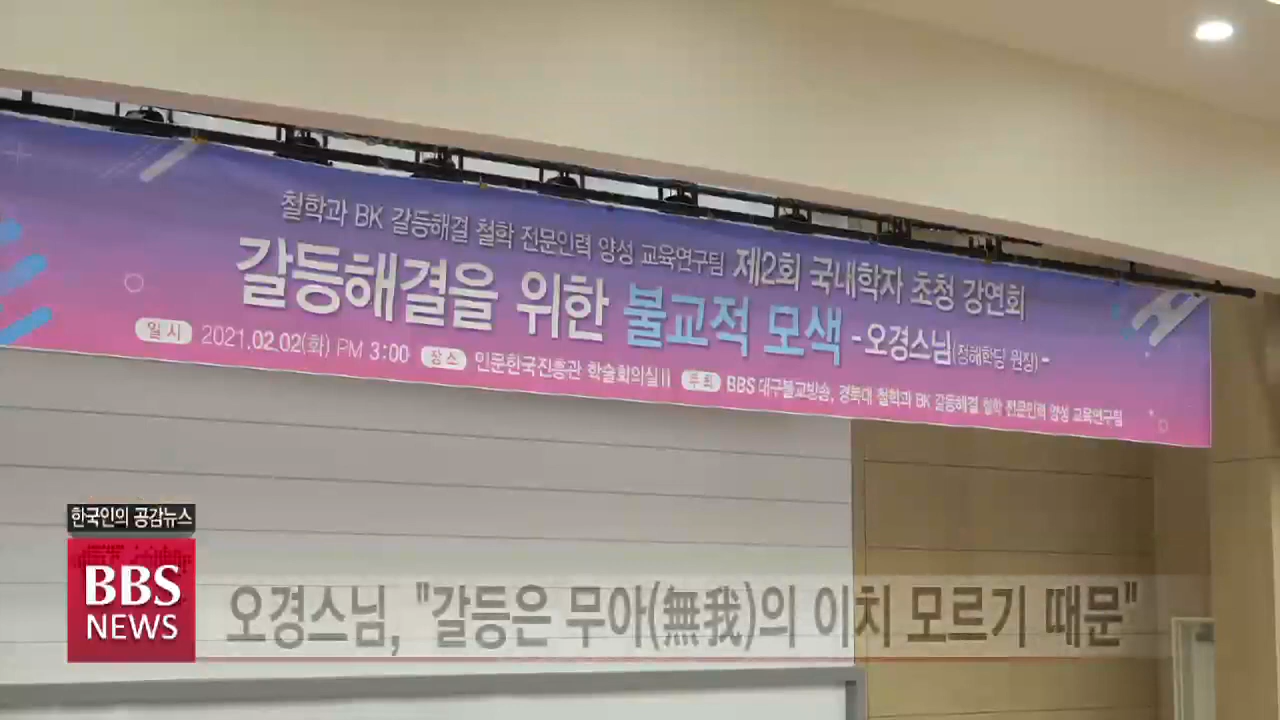 철학과 BK 갈등해결 철학 전문인력 양성 교육연구팀 제2회 국내학자 초청 강연회
갈등해결을 위한 불교적 모색 -오경스님(정해학당 원장)-
일시 2021.02.02(화) PM 3:00 장소 인문한국진흥관 학술회의실II 주최 BBS 대구불교방송, 경북대 철학과 BK 갈등해결 철학 전문인력 양성 교육연구팀
한국인의 공감뉴스
BBS
NEWS
오경스님, "갈등은 무아(無我)의 이치 모르기 때문"